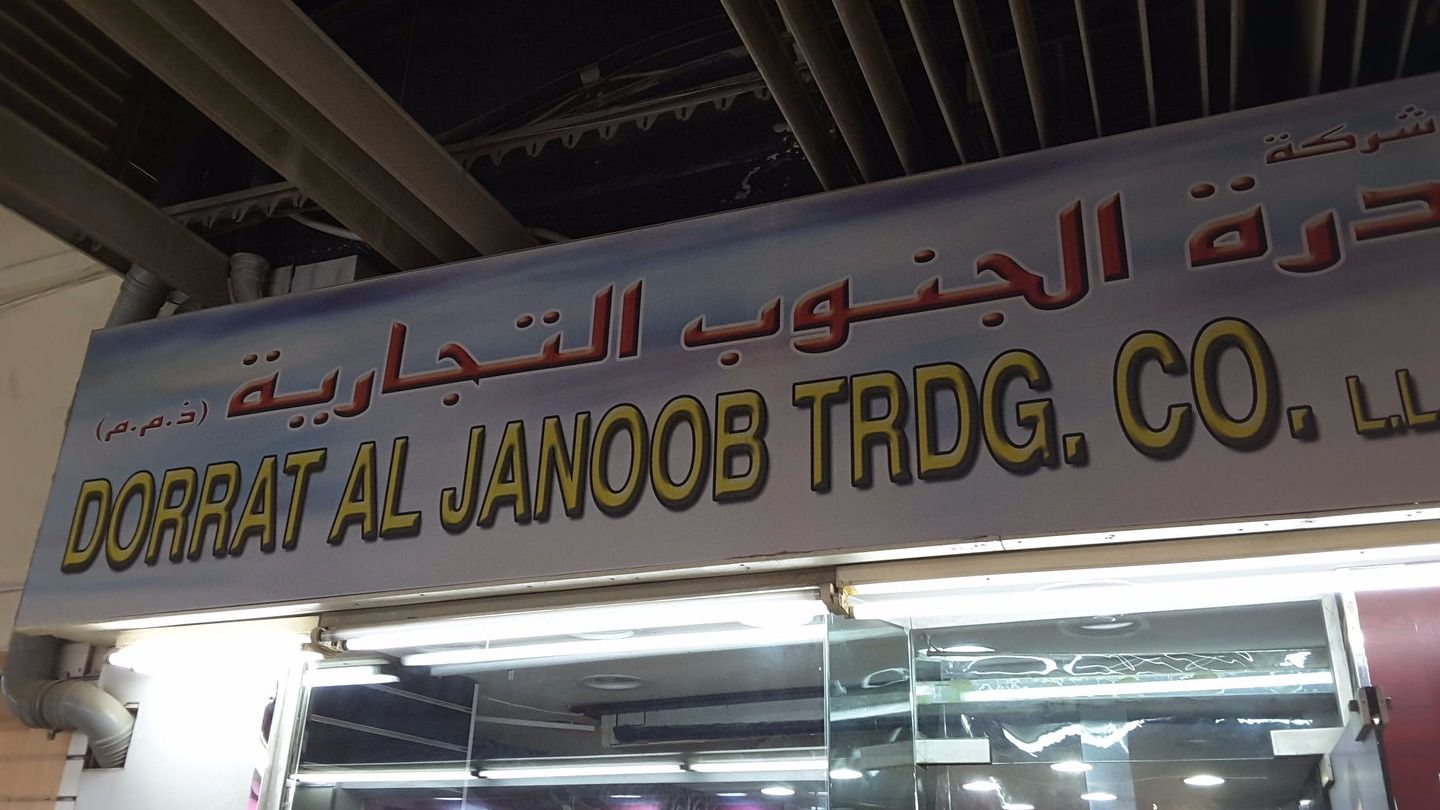 شركة
درة الجنوب التجارية (ذ.م.م)
DORRAT AL JANOOB TRDG. CO. L.L